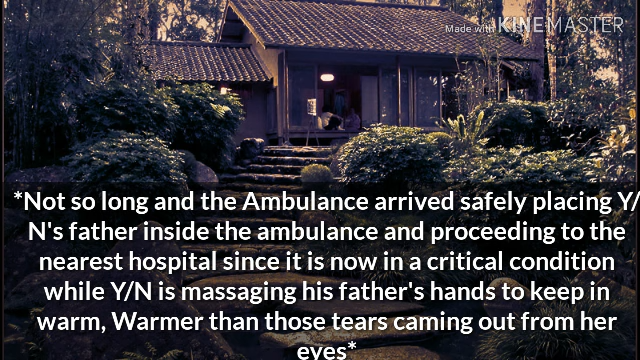 Made with KINEMASTER
*Not so long and the Ambulance arrived safely placing Y/
N's father inside the ambulance and proceeding to the
nearest hospital since it is now in a critical condition
while Y/N is massaging his father's hands to keep in
warm, Warmer than those tears caming out from her
eyes*